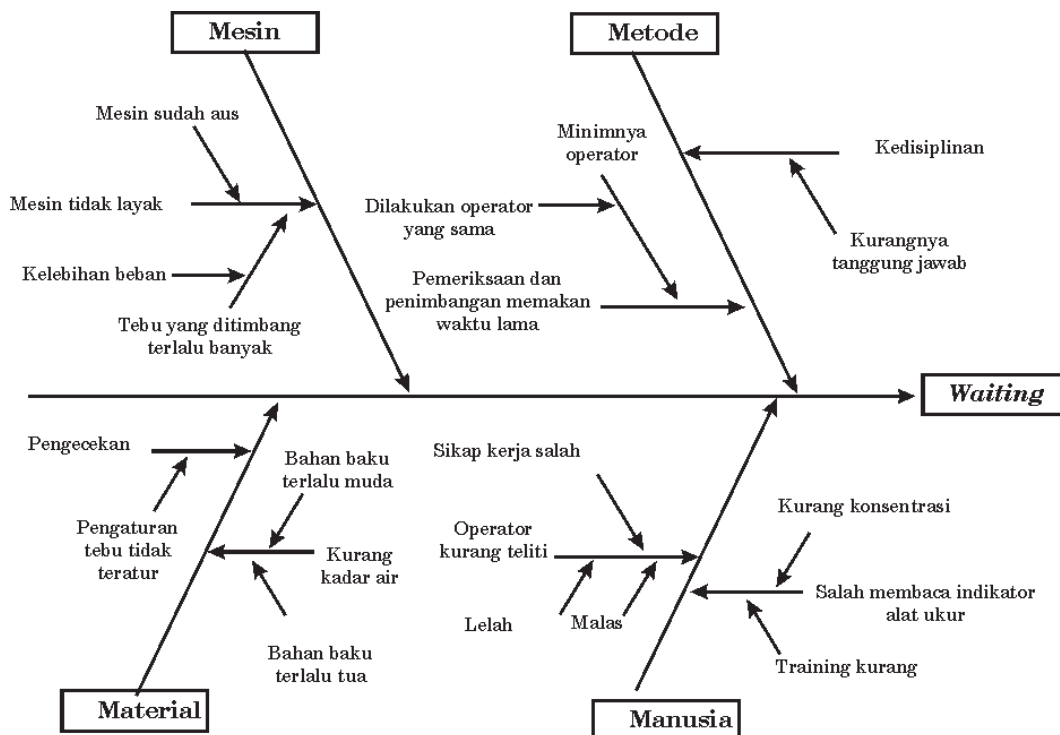 Mesin
Metode
Mesin sudah aus
Mesin tidak layak
Kelebihan beban
Tebu yang ditimbang
terlalu banyak
Minimnya
operator
Dilakukan operator
yang sama
Pemeriksaan dan
penimbangan memakan
waktu lama
Kedisiplinan
Kurangnya
tanggung jawab
Waiting
Pengecekan
Pengaturan
tebu tidak
teratur
Bahan baku
terlalu muda
Kurang
kadar air
Bahan baku
terlalu tua
Sikap kerja salah
Operator
kurang teliti
Lelah
Malas
Kurang konsentrasi
Salah membaca indikator
alat ukur
Training kurang
Material
Manusia